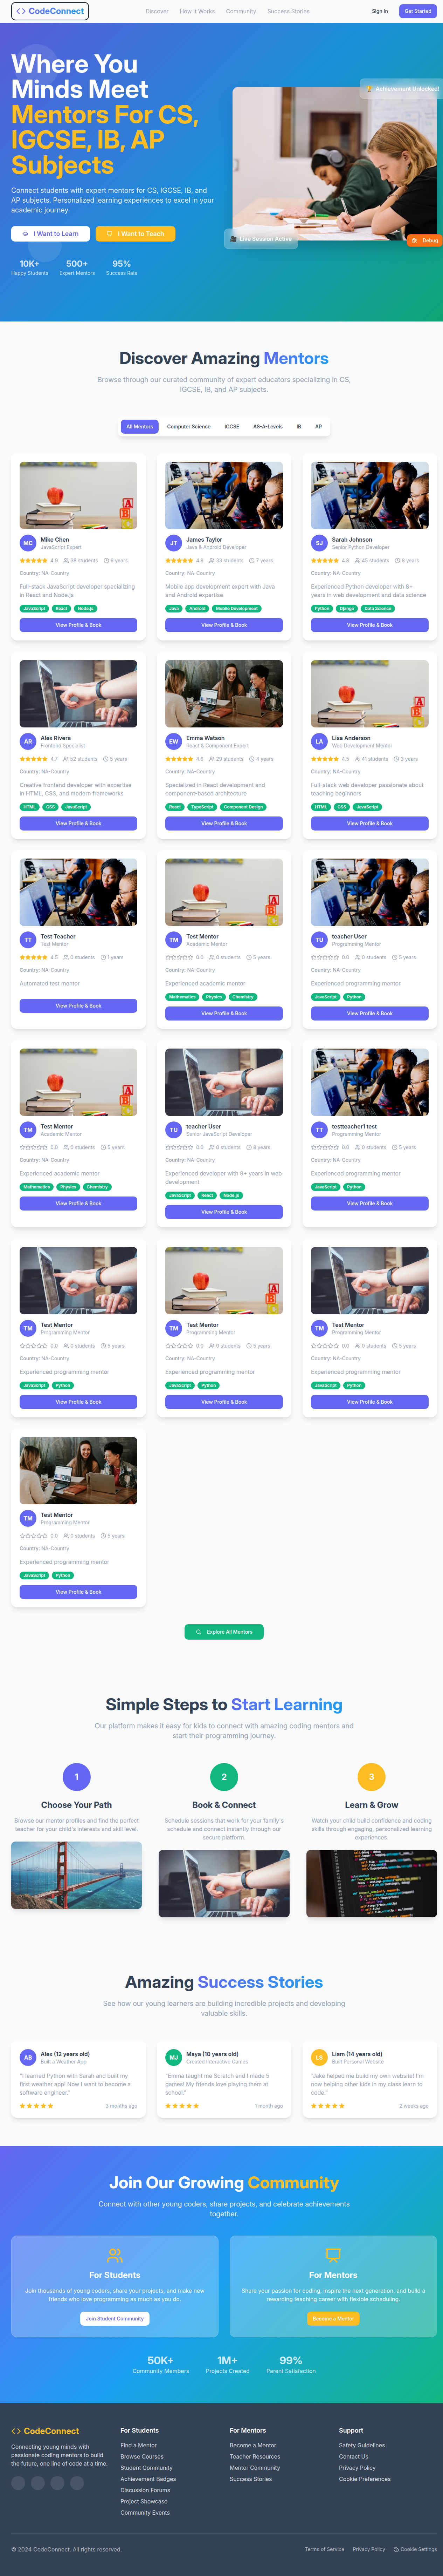 CodeConnect
Discover How It Works Community Success Stories
Sign In
Get Started
Where You
Minds Meet
Mentors For CS,
IGCSE, IB, AP
Subjects
Connect students with expert mentors for CS, IGCSE, IB, and
AP subjects. Personalized learning experiences to excel in your
academic journey.
I Want to Learn
I Want to Teach
10K+ 500+ 95%
Happy Students Expert Mentors Success Rate
Achievement Unlocked!
Live Session Active
Debug
Discover Amazing Mentors
Browse through our curated community of expert educators specializing in CS,
IGCSE, IB, and AP subjects.
All Mentors Computer Science IGCSE AS-A-Levels IB AP
MC
Mike Chen
JavaScript Expert
4.9 38 students 6 years
Country: NA-Country
Full-stack JavaScript developer specializing
in React and Node.js
JavaScript React Node.js
View Profile & Book
JT
James Taylor
Java & Android Developer
4.8 33 students 7 years
Country: NA-Country
Mobile app development expert with Java
and Android expertise
Java Android Mobile Development
View Profile & Book
SJ
Sarah Johnson
Senior Python Developer
4.8 45 students 8 years
Country: NA-Country
Experienced Python developer with 8+
years in web development and data science
Python Django Data Science
View Profile & Book
AR
Alex Rivera
Frontend Specialist
4.7 52 students 5 years
Country: NA-Country
Creative frontend developer with expertise
in HTML, CSS, and modern frameworks
HTML CSS JavaScript
View Profile & Book
EW
Emma Watson
React & Component Expert
4.6 29 students 4 years
Country: NA-Country
Specialized in React development and
component-based architecture
React TypeScript Component Design
View Profile & Book
LA
Lisa Anderson
Web Development Mentor
4.5 41 students 3 years
Country: NA-Country
Full-stack web developer passionate about
teaching beginners
HTML CSS JavaScript
View Profile & Book
TT
Test Teacher
Test Mentor
4.5 0 students 1 years
Country: NA-Country
Automated test mentor
View Profile & Book
TM
Test Mentor
Academic Mentor
0.0 0 students 5 years
Country: NA-Country
Experienced academic mentor
Mathematics Physics Chemistry
View Profile & Book
TU
teacher User
Programming Mentor
0.0 0 students 5 years
Country: NA-Country
Experienced programming mentor
JavaScript Python
View Profile & Book
TM
Test Mentor
Academic Mentor
0.0 0 students 5 years
Country: NA-Country
Experienced academic mentor
Mathematics Physics Chemistry
View Profile & Book
TU
teacher User
Senior JavaScript Developer
0.0 0 students 8 years
Country: NA-Country
Experienced developer with 8+ years in web
development
JavaScript React Node.js
View Profile & Book
TT
testteacher1 test
Programming Mentor
0.0 0 students 5 years
Country: NA-Country
Experienced programming mentor
JavaScript Python
View Profile & Book
TM
Test Mentor
Programming Mentor
0.0 0 students 5 years
Country: NA-Country
Experienced programming mentor
JavaScript Python
View Profile & Book
TM
Test Mentor
Programming Mentor
0.0 0 students 5 years
Country: NA-Country
Experienced programming mentor
JavaScript Python
View Profile & Book
TM
Test Mentor
Programming Mentor
0.0 0 students 5 years
Country: NA-Country
Experienced programming mentor
JavaScript Python
View Profile & Book
TM
Test Mentor
Programming Mentor
0.0 0 students 5 years
Country: NA-Country
Experienced programming mentor
JavaScript Python
View Profile & Book
Explore All Mentors
Simple Steps to Start Learning
Our platform makes it easy for kids to connect with amazing coding mentors and
start their programming journey.
1
Choose Your Path
Browse our mentor profiles and find the perfect
teacher for your child's interests and skill level.
2
Book & Connect
Schedule sessions that work for your family's
schedule and connect instantly through our
secure platform.
3
Learn & Grow
Watch your child build confidence and coding
skills through engaging, personalized learning
experiences.
Amazing Success Stories
See how our young learners are building incredible projects and developing
valuable skills.
AB
Alex (12 years old)
Built a Weather App
"I learned Python with Sarah and built my
first weather app! Now I want to become a
software engineer."
3 months ago
MJ
Maya (10 years old)
Created Interactive Games
"Emma taught me Scratch and I made 5
games! My friends love playing them at
school."
1 month ago
LS
Liam (14 years old)
Built Personal Website
"Jake helped me build my own website! I'm
now helping other kids in my class learn to
code."
2 weeks ago
Join Our Growing Community
Connect with other young coders, share projects, and celebrate achievements
together.
For Students
Join thousands of young coders, share your projects, and make new
friends who love programming as much as you do.
Join Student Community
For Mentors
Share your passion for coding, inspire the next generation, and build a
rewarding teaching career with flexible scheduling.
Become a Mentor
50K+ 1M+ 99%
Community Members Projects Created Parent Satisfaction
CodeConnect
Connecting young minds with
passionate coding mentors to build
the future, one line of code at a time.
For Students
Find a Mentor
Browse Courses
Student Community
Achievement Badges
Discussion Forums
Project Showcase
Community Events
For Mentors
Become a Mentor
Teacher Resources
Mentor Community
Success Stories
Support
Safety Guidelines
Contact Us
Privacy Policy
Cookie Preferences
© 2024 CodeConnect. All rights reserved.
Terms of Service Privacy Policy Cookie Settings